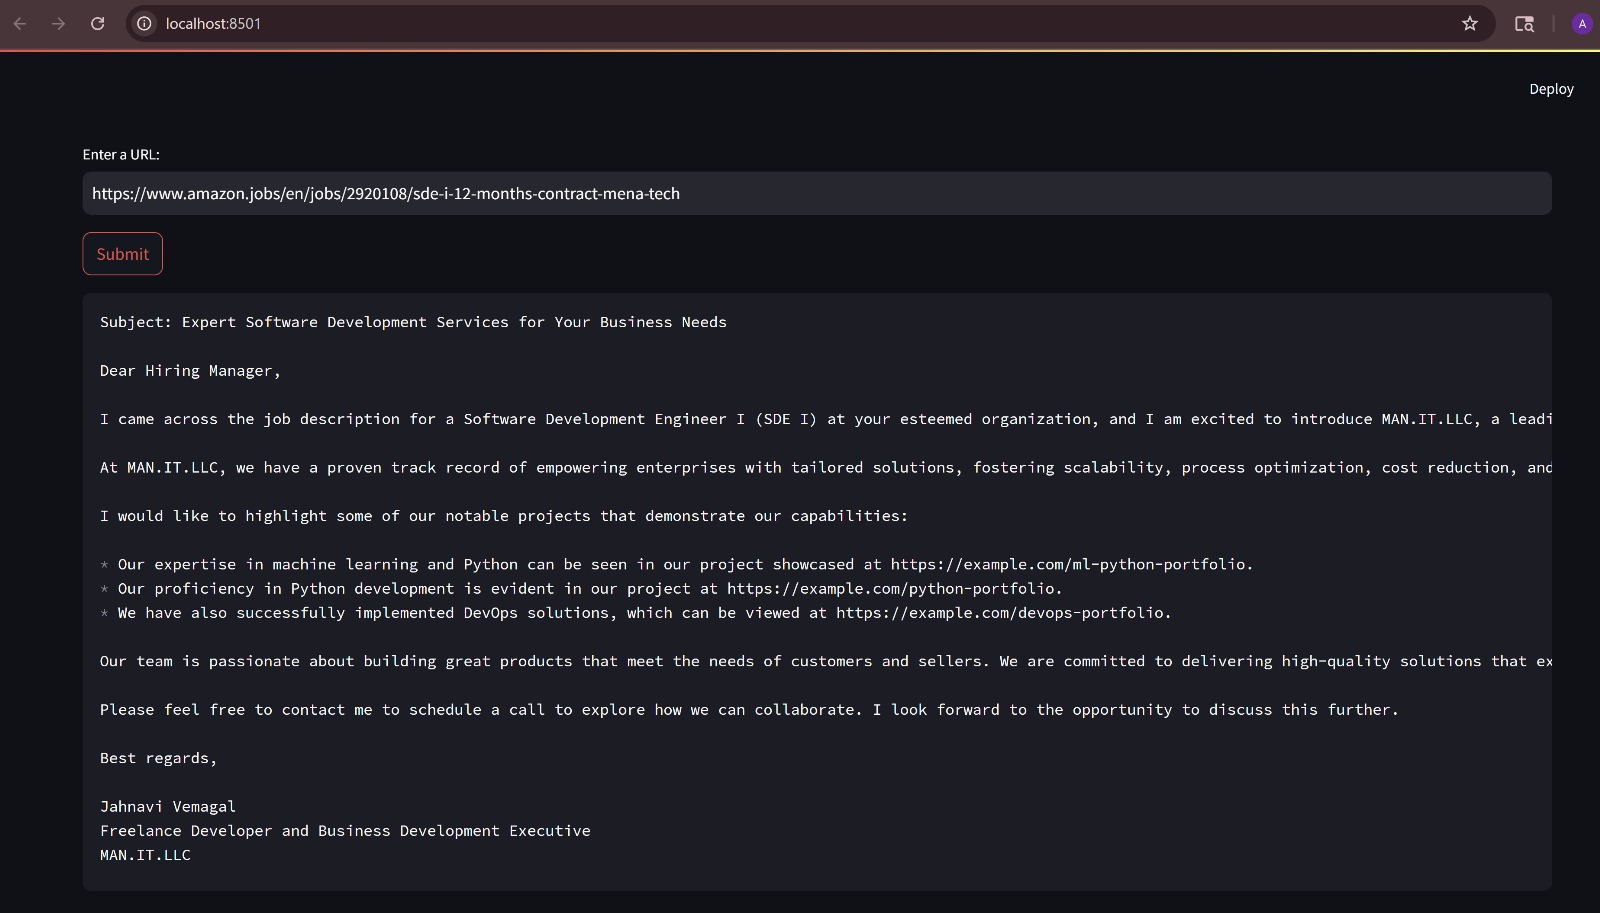 localhost:8501
A
Deploy
Enter a URL:
https://www.amazon.jobs/en/jobs/2920108/sde-i-12-months-contract-mena-tech
Submit
Subject: Expert Software Development Services for Your Business Needs
Dear Hiring Manager,
I came across the job description for a Software Development Engineer I (SDE I) at your esteemed organization, and I am excited to introduce MAN.IT.LLC, a leadi
At MAN.IT.LLC, we have a proven track record of empowering enterprises with tailored solutions, fostering scalability, process optimization, cost reduction, and
I would like to highlight some of our notable projects that demonstrate our capabilities:
* Our expertise in machine learning and Python can be seen in our project showcased at https://example.com/ml-python-portfolio.
* Our proficiency in Python development is evident in our project at https://example.com/python-portfolio.
* We have also successfully implemented DevOps solutions, which can be viewed at https://example.com/devops-portfolio.
Our team is passionate about building great products that meet the needs of customers and sellers. We are committed to delivering high-quality solutions that ex
Please feel free to contact me to schedule a call to explore how we can collaborate. I look forward to the opportunity to discuss this further.
Best regards,
Jahnavi Vemagal
Freelance Developer and Business Development Executive
MAN.IT.LLC